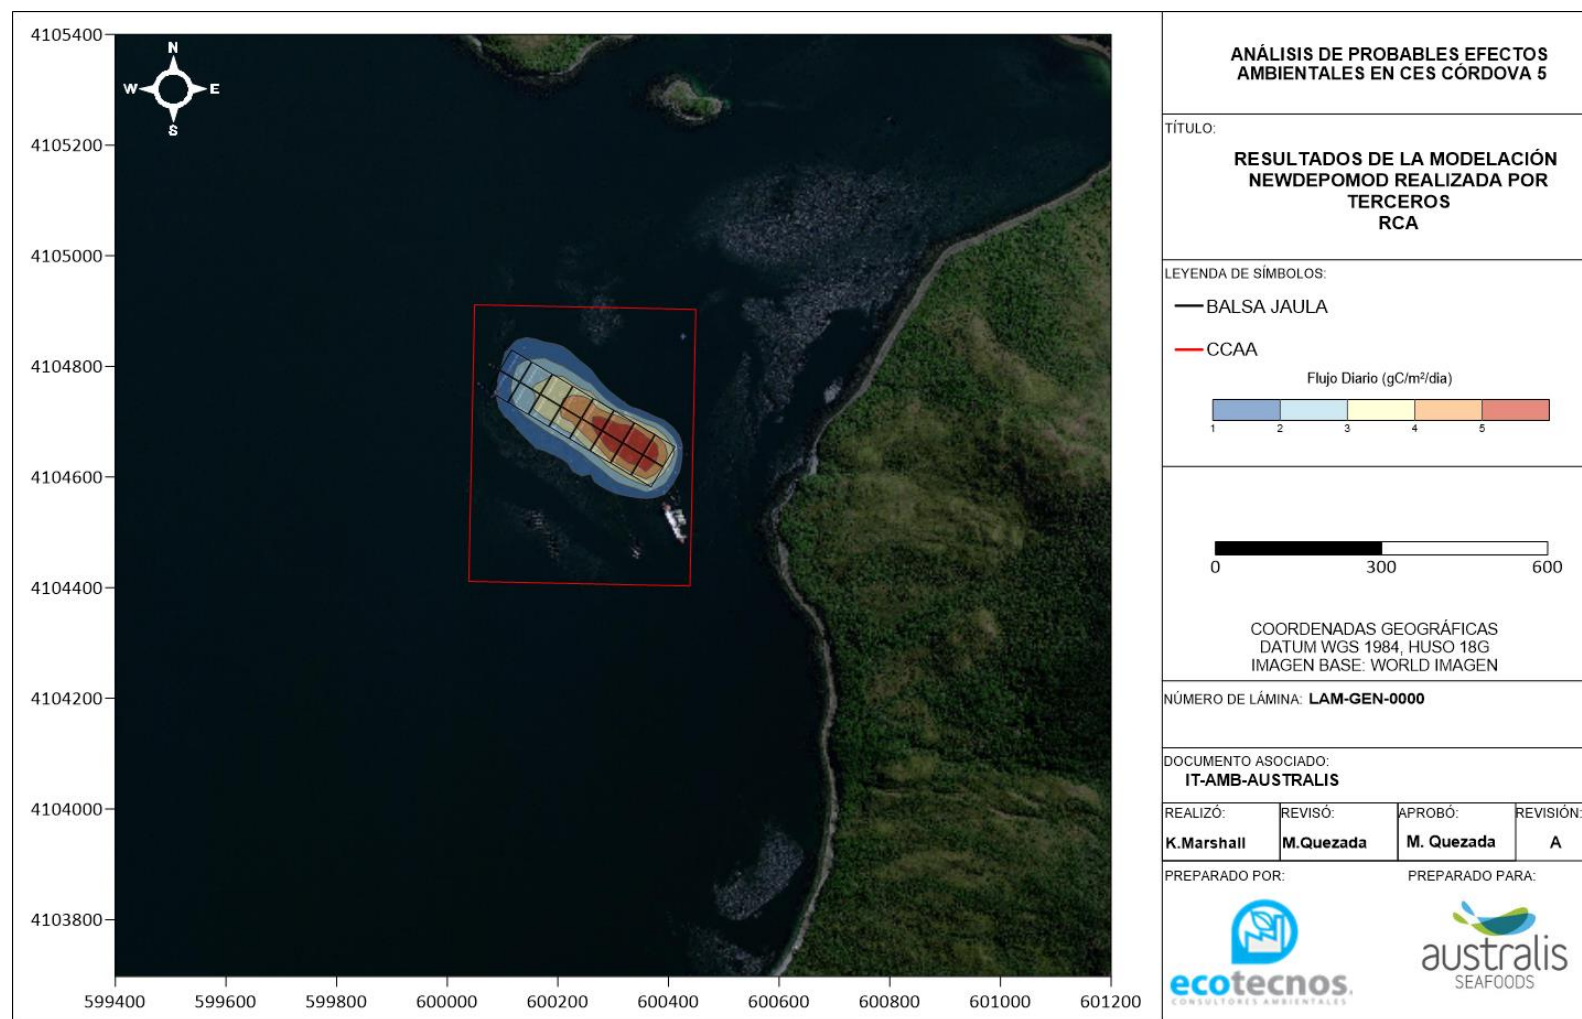 4105400
4105200
4105000
4104800
4104600
4104400
4104200
4104000
4103800
599400 599600 599800 600000 600200 600400 600600 600800 601000 601200
N
W E
S
ANÁLISIS DE PROBABLES EFECTOS
AMBIENTALES EN CES CÓRDOVA 5
TÍTULO:
RESULTADOS DE LA MODELACIÓN
NEWDEPOMOD REALIZADA POR
TERCEROS
RCA
LEYENDA DE SÍMBOLOS:
BALSA JAULA
CCAA
Flujo Diario (gC/m²/dia)
1 2 3 4 5
0 300 600
COORDENADAS GEOGRÁFICAS
DATUM WGS 1984, HUSO 18G
IMAGEN BASE: WORLD IMAGEN
NÚMERO DE LÁMINA: LAM-GEN-0000
DOCUMENTO ASOCIADO:
IT-AMB-AUSTRALIS
REALIZÓ: REVISÓ: APROBÓ: REVISIÓN:
K.Marshall M.Quezada M. Quezada A
PREPARADO POR: PREPARADO PARA:
ecotecnos.
CONSULTORES AMBIENTALES
australis
SEAFOODS